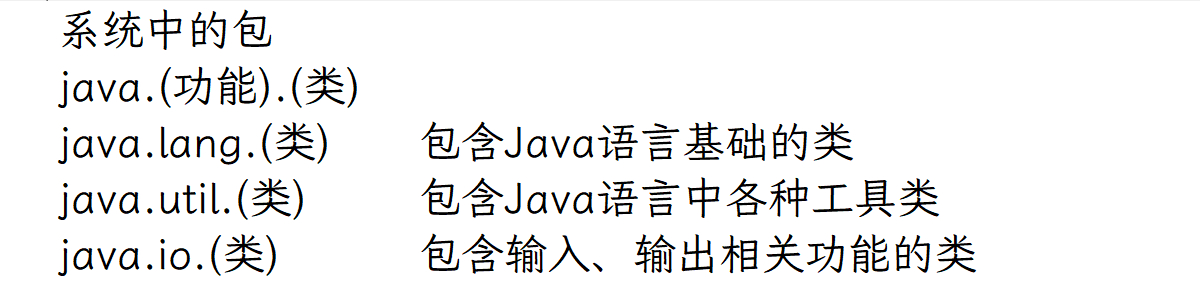 系统中的包
java.(功能).(类)
java.lang.(类) 包含Java语言基础的类
java.util.(类) 包含Java语言中各种工具类
java.io.(类) 包含输入、输出相关功能的类